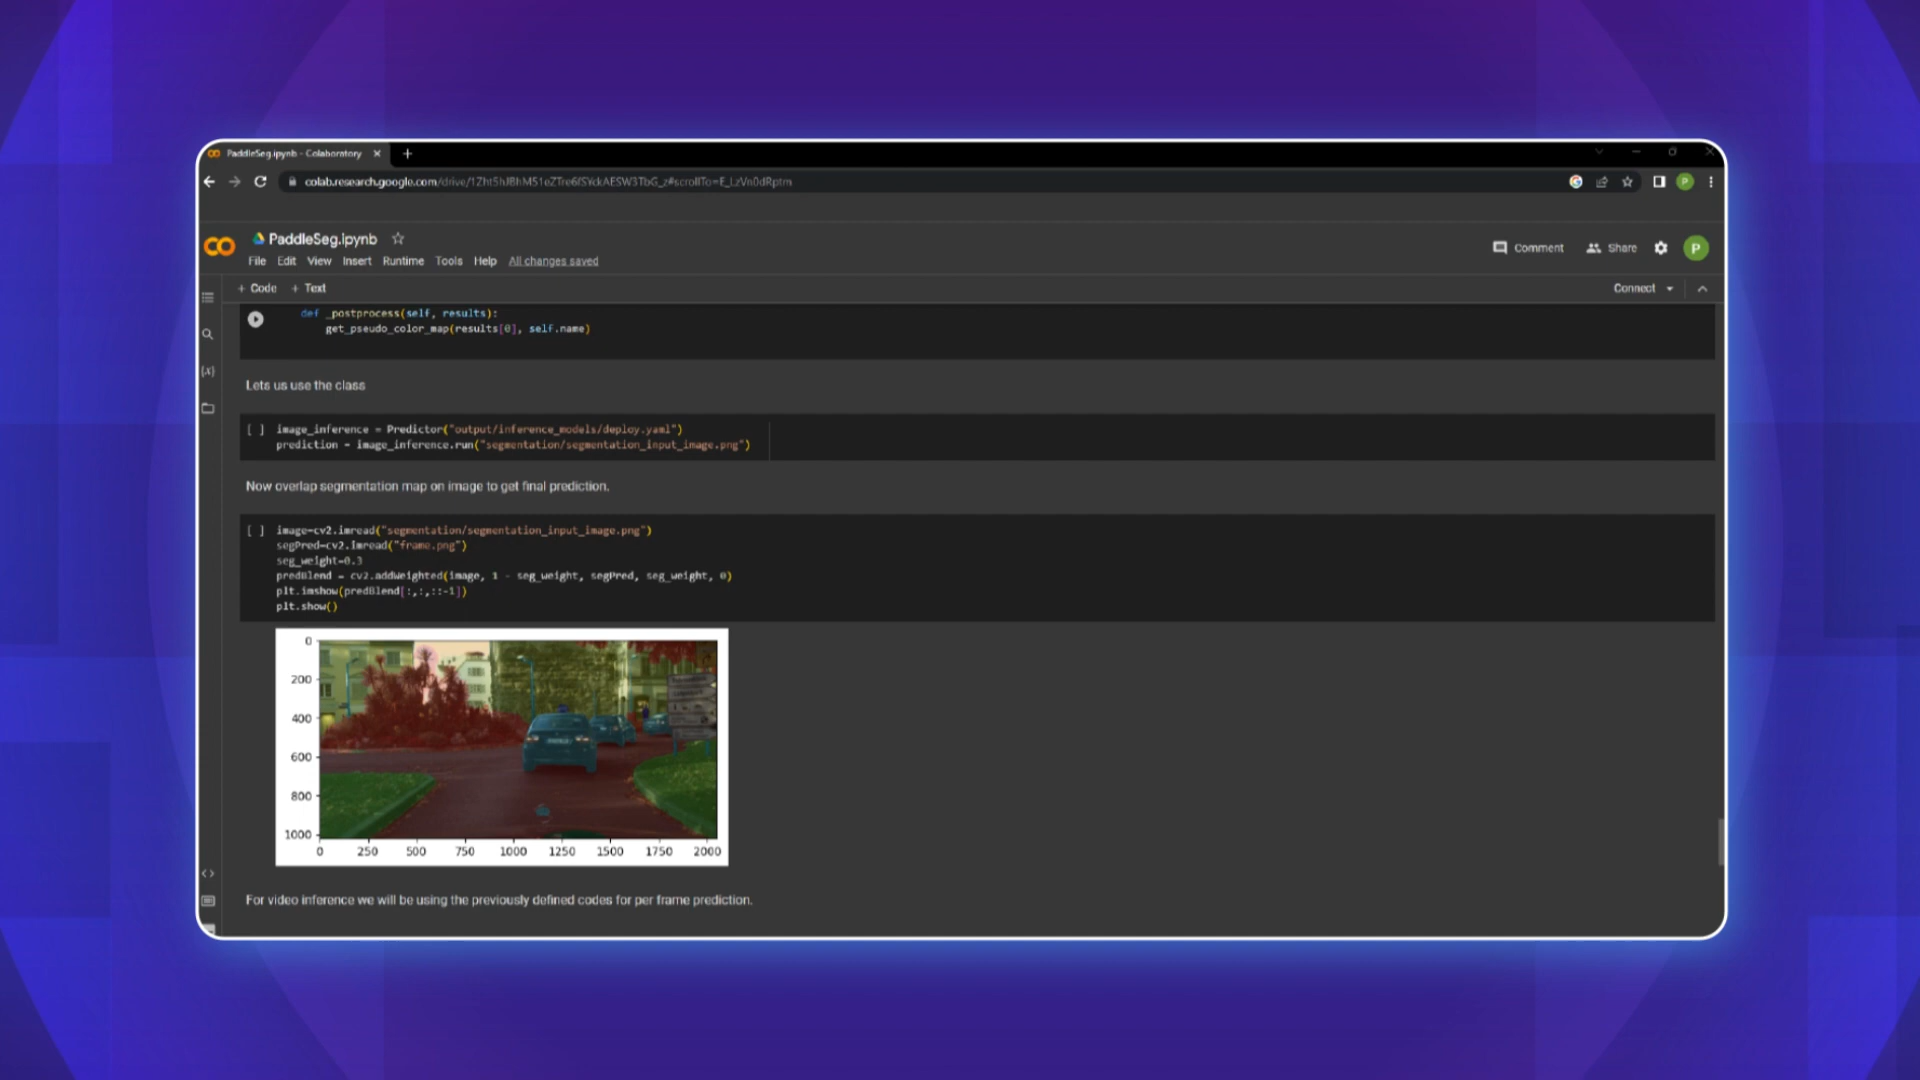 PaddleSeg.ipynb - Colaboratory
PaddleSeg.ipynb
Comment
Share
P
File Edit View Insert Runtime Tools Help All changes saved
+ Code + Text
Connect
def _postprocess(self, results):
get_pseudo_color_map(results[0], self.name)
Lets us use the class
[ ] image_inference = Predictor("output/inference_models/deploy.yaml")
prediction = image_inference.run("segmentation/segmentation_input_image.png")
Now overlap segmentation map on image to get final prediction.
[ ] image=cv2.imread("segmentation/segmentation_input_image.png")
segPred=cv2.imread("frame.png")
seg_weight=0.3
predBlend = cv2.addWeighted(image, 1 - seg_weight, segPred, seg_weight, 0)
plt.imshow(predBlend[:,:,::-1])
plt.show()
0
200
400
600
800
1000
0 250 500 750 1000 1250 1500 1750 2000
For video inference we will be using the previously defined codes for per frame prediction.